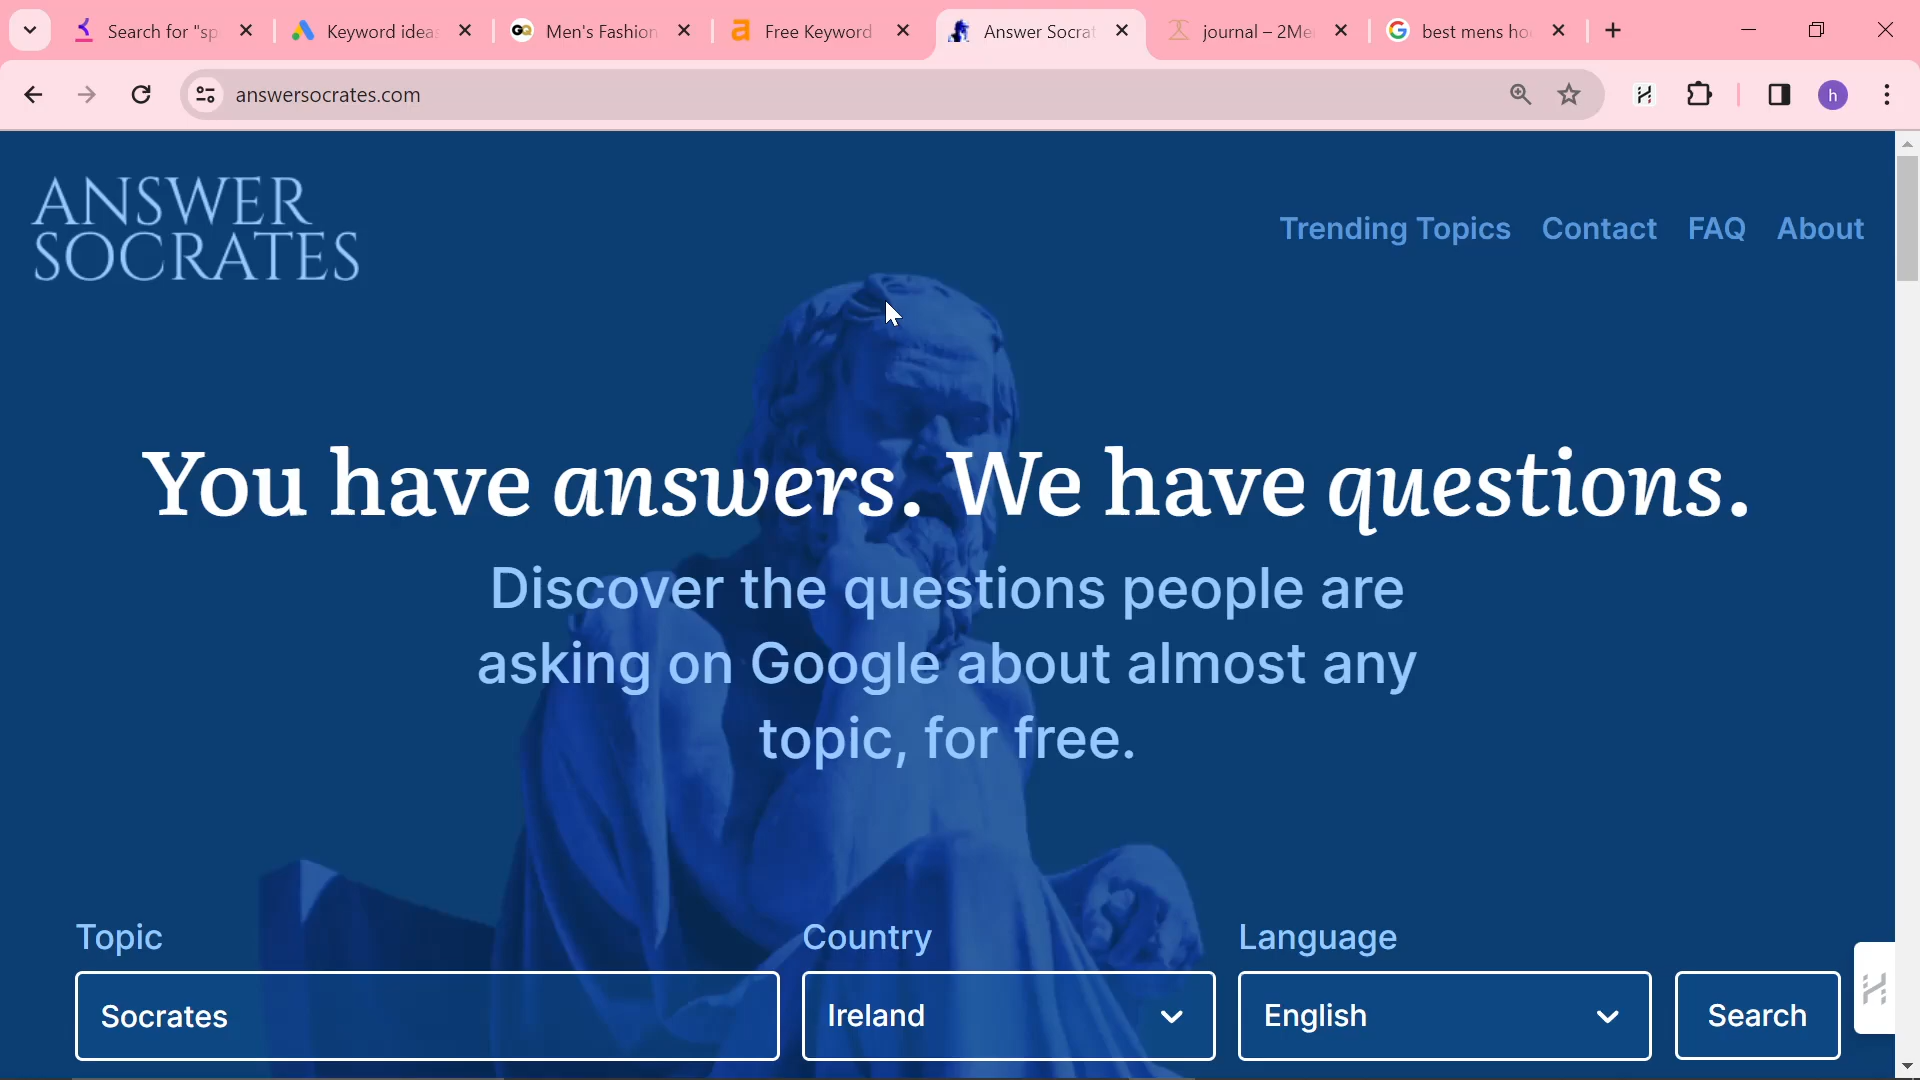 Search for "sp
Keyword ideas
Men's Fashion
Free Keyword
Answer Socrat
journal – 2Me
best mens ho
answersocrates.com
h
ANSWER
SOCRATES
Trending Topics
Contact
FAQ
About
You have answers. We have questions.
Discover the questions people are
asking on Google about almost any
topic, for free.
Topic
Country
Language
Socrates
Ireland
English
Search